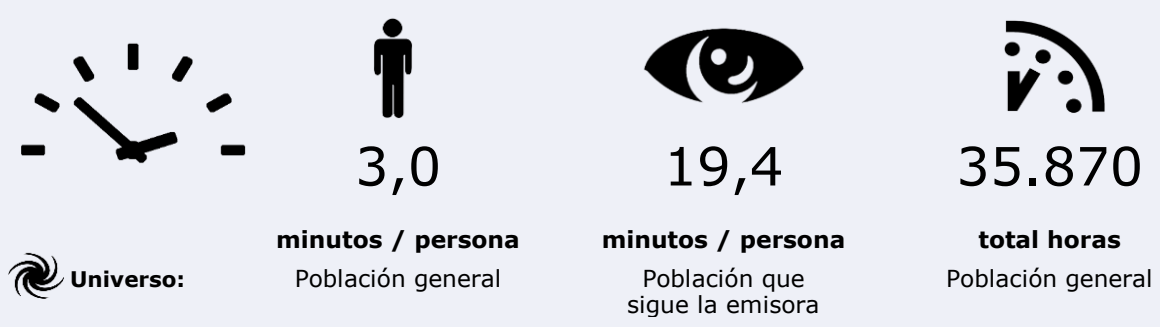 3,0
19,4
35.870
minutos / persona
minutos / persona
total horas
Universo:
Población general
Población que
sigue la emisora
Población general